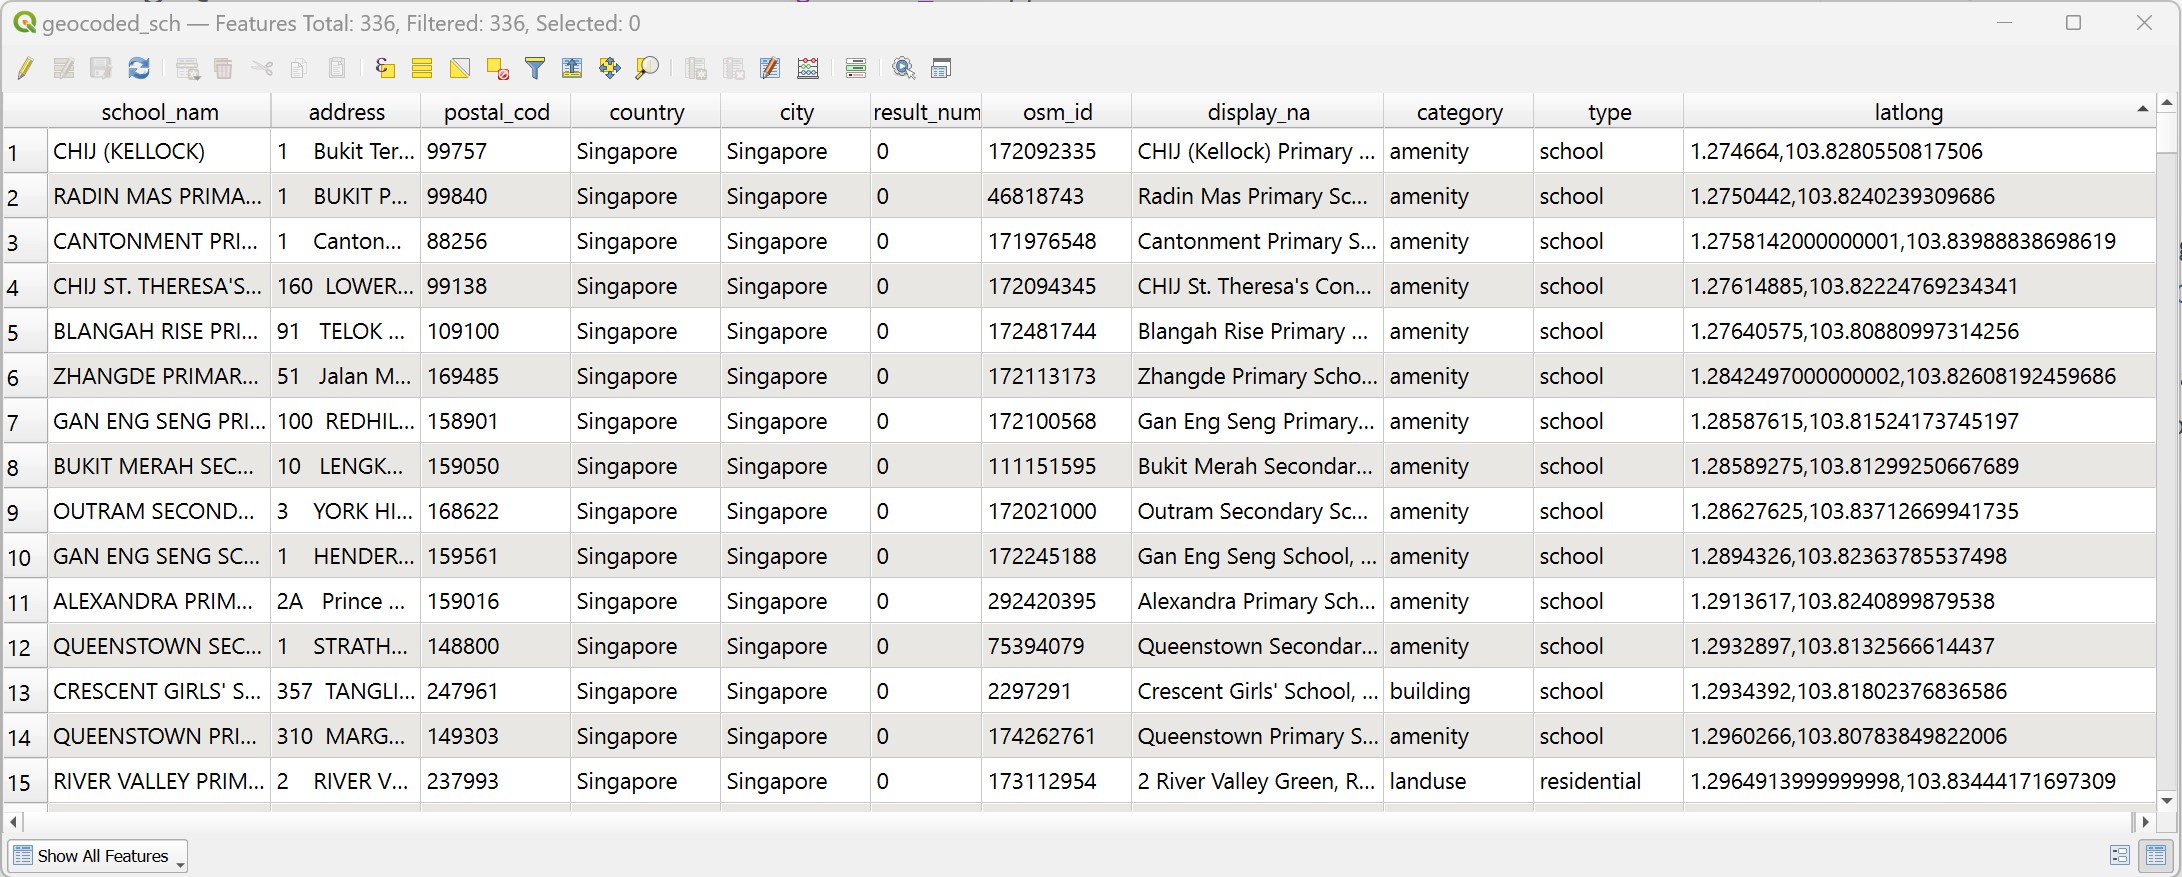 geocoded_sch — Features Total: 336, Filtered: 336, Selected: 0
school_nam address postal_cod country city result_num osm_id display_na category type latlong
1 CHIJ (KELLOCK) 1 Bukit Ter... 99757 Singapore Singapore 0 172092335 CHIJ (Kellock) Primary ... amenity school 1.274664,103.8280550817506
2 RADIN MAS PRIMA... 1 BUKIT P... 99840 Singapore Singapore 0 46818743 Radin Mas Primary Sc... amenity school 1.2750442,103.8240239309686
3 CANTONMENT PRI... 1 Canton... 88256 Singapore Singapore 0 171976548 Cantonment Primary S... amenity school 1.2758142000000001,103.83988838698619
4 CHIJ ST. THERESA'S... 160 LOWER... 99138 Singapore Singapore 0 172094345 CHIJ St. Theresa's Con... amenity school 1.27614885,103.82224769234341
5 BLANGAH RISE PRI... 91 TELOK ... 109100 Singapore Singapore 0 172481744 Blangah Rise Primary ... amenity school 1.27640575,103.80880997314256
6 ZHANGDE PRIMAR... 51 Jalan M... 169485 Singapore Singapore 0 172113173 Zhangde Primary Scho... amenity school 1.2842497000000002,103.82608192459686
7 GAN ENG SENG PRI... 100 REDHIL... 158901 Singapore Singapore 0 172100568 Gan Eng Seng Primary... amenity school 1.28587615,103.81524173745197
8 BUKIT MERAH SEC... 10 LENGK... 159050 Singapore Singapore 0 111151595 Bukit Merah Secondar... amenity school 1.28589275,103.81299250667689
9 OUTRAM SECOND... 3 YORK HI... 168622 Singapore Singapore 0 172021000 Outram Secondary Sc... amenity school 1.28627625,103.83712669941735
10 GAN ENG SENG SC... 1 HENDER... 159561 Singapore Singapore 0 172245188 Gan Eng Seng School, ... amenity school 1.2894326,103.82363785537498
11 ALEXANDRA PRIM... 2A Prince ... 159016 Singapore Singapore 0 292420395 Alexandra Primary Sch... amenity school 1.2913617,103.8240899879538
12 QUEENSTOWN SEC... 1 STRATH... 148800 Singapore Singapore 0 75394079 Queenstown Secondar... amenity school 1.2932897,103.8132566614437
13 CRESCENT GIRLS' S... 357 TANGLI... 247961 Singapore Singapore 0 2297291 Crescent Girls' School, ... building school 1.2934392,103.81802376836586
14 QUEENSTOWN PRI... 310 MARG... 149303 Singapore Singapore 0 174262761 Queenstown Primary S... amenity school 1.2960266,103.80783849822006
15 RIVER VALLEY PRIM... 2 RIVER V... 237993 Singapore Singapore 0 173112954 2 River Valley Green, R... landuse residential 1.2964913999999998,103.83444171697309
Show All Features